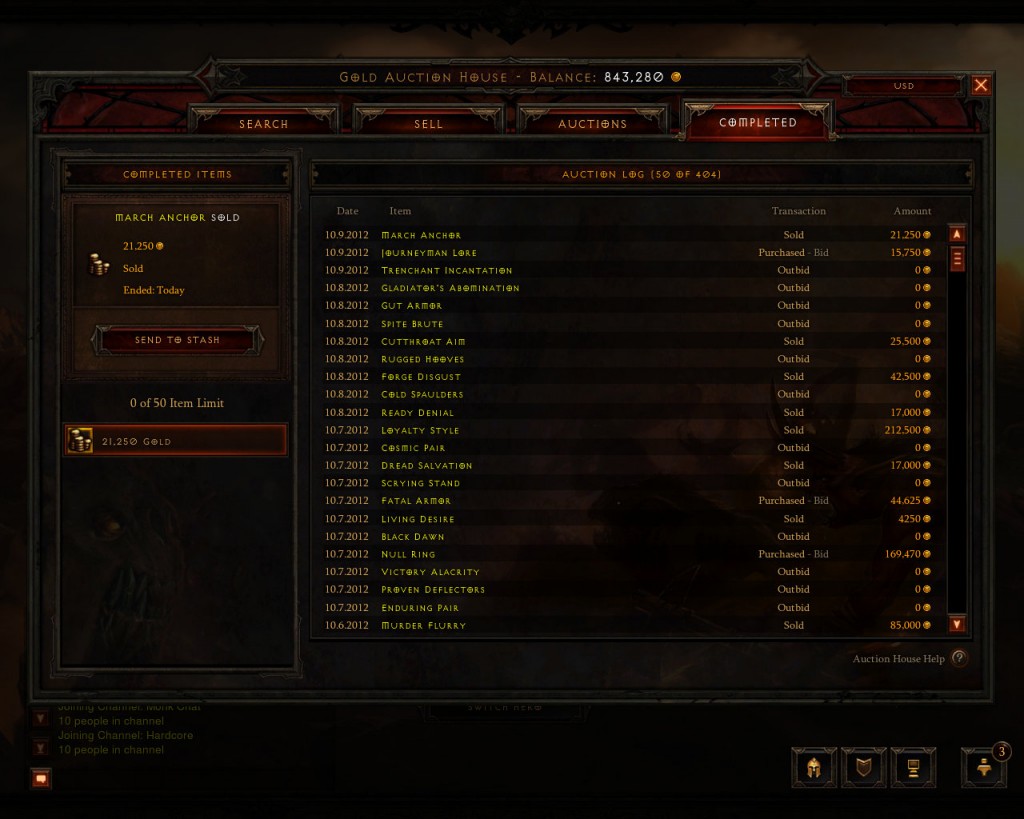 Gold Auction House - Balance: 843,280
USD
SEARCH
SELL
AUCTIONS
COMPLETED
COMPLETED ITEMS
AUCTION LOG (50 OF 404)
MARCH ANCHOR SOLD
21,250
Sold
Ended: Today
SEND TO STASH
0 of 50 Item Limit
21,250 GOLD
Date Item Transaction Amount
10.9.2012 MARCH ANCHOR Sold 21,250
10.9.2012 JOURNEYMAN LORE Purchased - Bid 15,750
10.9.2012 TRENCHANT INCANTATION Outbid 0
10.8.2012 GLADIATOR'S ABOMINATION Outbid 0
10.8.2012 GUT ARMOR Outbid 0
10.8.2012 SPITE BRUTE Outbid 0
10.8.2012 CUTTHROAT AIM Sold 25,500
10.8.2012 RUGGED HOOVES Outbid 0
10.8.2012 FORGE DISGUST Sold 42,500
10.8.2012 COLD SPAULDERS Outbid 0
10.8.2012 READY DENIAL Sold 17,000
10.7.2012 LOYALTY STYLE Sold 212,500
10.7.2012 COSMIC PAIR Outbid 0
10.7.2012 DREAD SALVATION Sold 17,000
10.7.2012 SCRYING STAND Outbid 0
10.7.2012 FATAL ARMOR Purchased - Bid 44,625
10.7.2012 LIVING DESIRE Sold 4250
10.7.2012 BLACK DAWN Outbid 0
10.7.2012 NULL RING Purchased - Bid 169,470
10.7.2012 VICTORY ALACRITY Outbid 0
10.7.2012 PROVEN DEFLECTORS Outbid 0
10.7.2012 ENDURING PAIR Outbid 0
10.6.2012 MURDER FLURRY Sold 85,000
Auction House Help ?
Joining Channel: Monk Chat
SWITCH HERO
10 people in channel
Joining Channel: Hardcore
10 people in channel
3